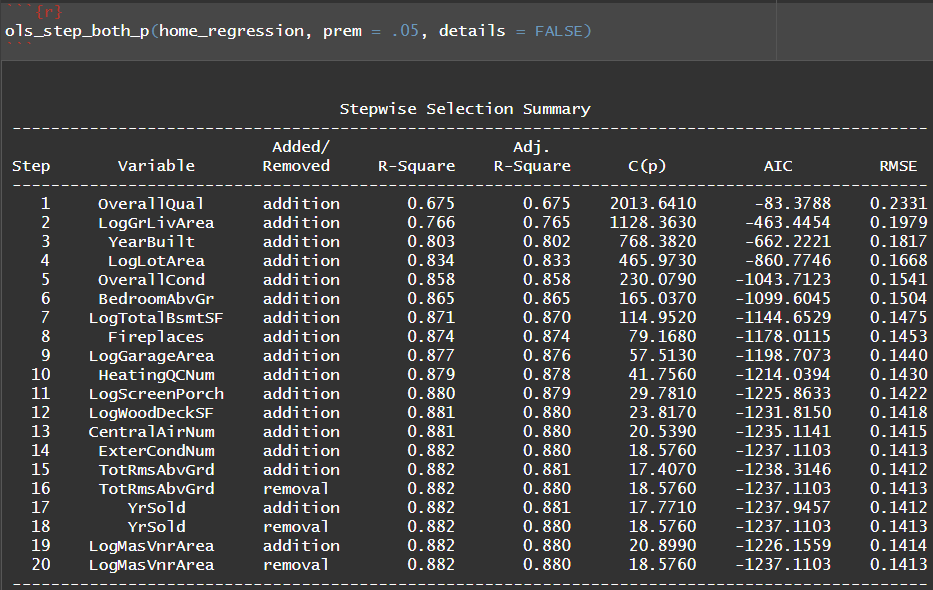 ```{r}
ols_step_both_p(home_regression, prem = .05, details = FALSE)
```
Stepwise Selection Summary
------------------------------------------------------------------------------------------
Added/ Adj.
Step Variable Removed R-Square R-Square C(p) AIC RMSE
------------------------------------------------------------------------------------------
1 OverallQual addition 0.675 0.675 2013.6410 -83.3788 0.2331
2 LogGrLivArea addition 0.766 0.765 1128.3630 -463.4454 0.1979
3 YearBuilt addition 0.803 0.802 768.3820 -662.2221 0.1817
4 LogLotArea addition 0.834 0.833 465.9730 -860.7746 0.1668
5 OverallCond addition 0.858 0.858 230.0790 -1043.7123 0.1541
6 BedroomAbvGr addition 0.865 0.865 165.0370 -1099.6045 0.1504
7 LogTotalBsmtSF addition 0.871 0.870 114.9520 -1144.6529 0.1475
8 Fireplaces addition 0.874 0.874 79.1680 -1178.0115 0.1453
9 LogGarageArea addition 0.877 0.876 57.5130 -1198.7073 0.1440
10 HeatingQCNum addition 0.879 0.878 41.7560 -1214.0394 0.1430
11 LogScreenPorch addition 0.880 0.879 29.7810 -1225.8633 0.1422
12 LogWoodDeckSF addition 0.881 0.880 23.8170 -1231.8150 0.1418
13 CentralAirNum addition 0.881 0.880 20.5390 -1235.1141 0.1415
14 ExterCondNum addition 0.882 0.880 18.5760 -1237.1103 0.1413
15 TotRmsAbvGrd addition 0.882 0.881 17.4070 -1238.3146 0.1412
16 TotRmsAbvGrd removal 0.882 0.880 18.5760 -1237.1103 0.1413
17 YrSold addition 0.882 0.881 17.7710 -1237.9457 0.1412
18 YrSold removal 0.882 0.880 18.5760 -1237.1103 0.1413
19 LogMasVnrArea addition 0.882 0.880 20.8990 -1226.1559 0.1414
20 LogMasVnrArea removal 0.882 0.880 18.5760 -1237.1103 0.1413
------------------------------------------------------------------------------------------